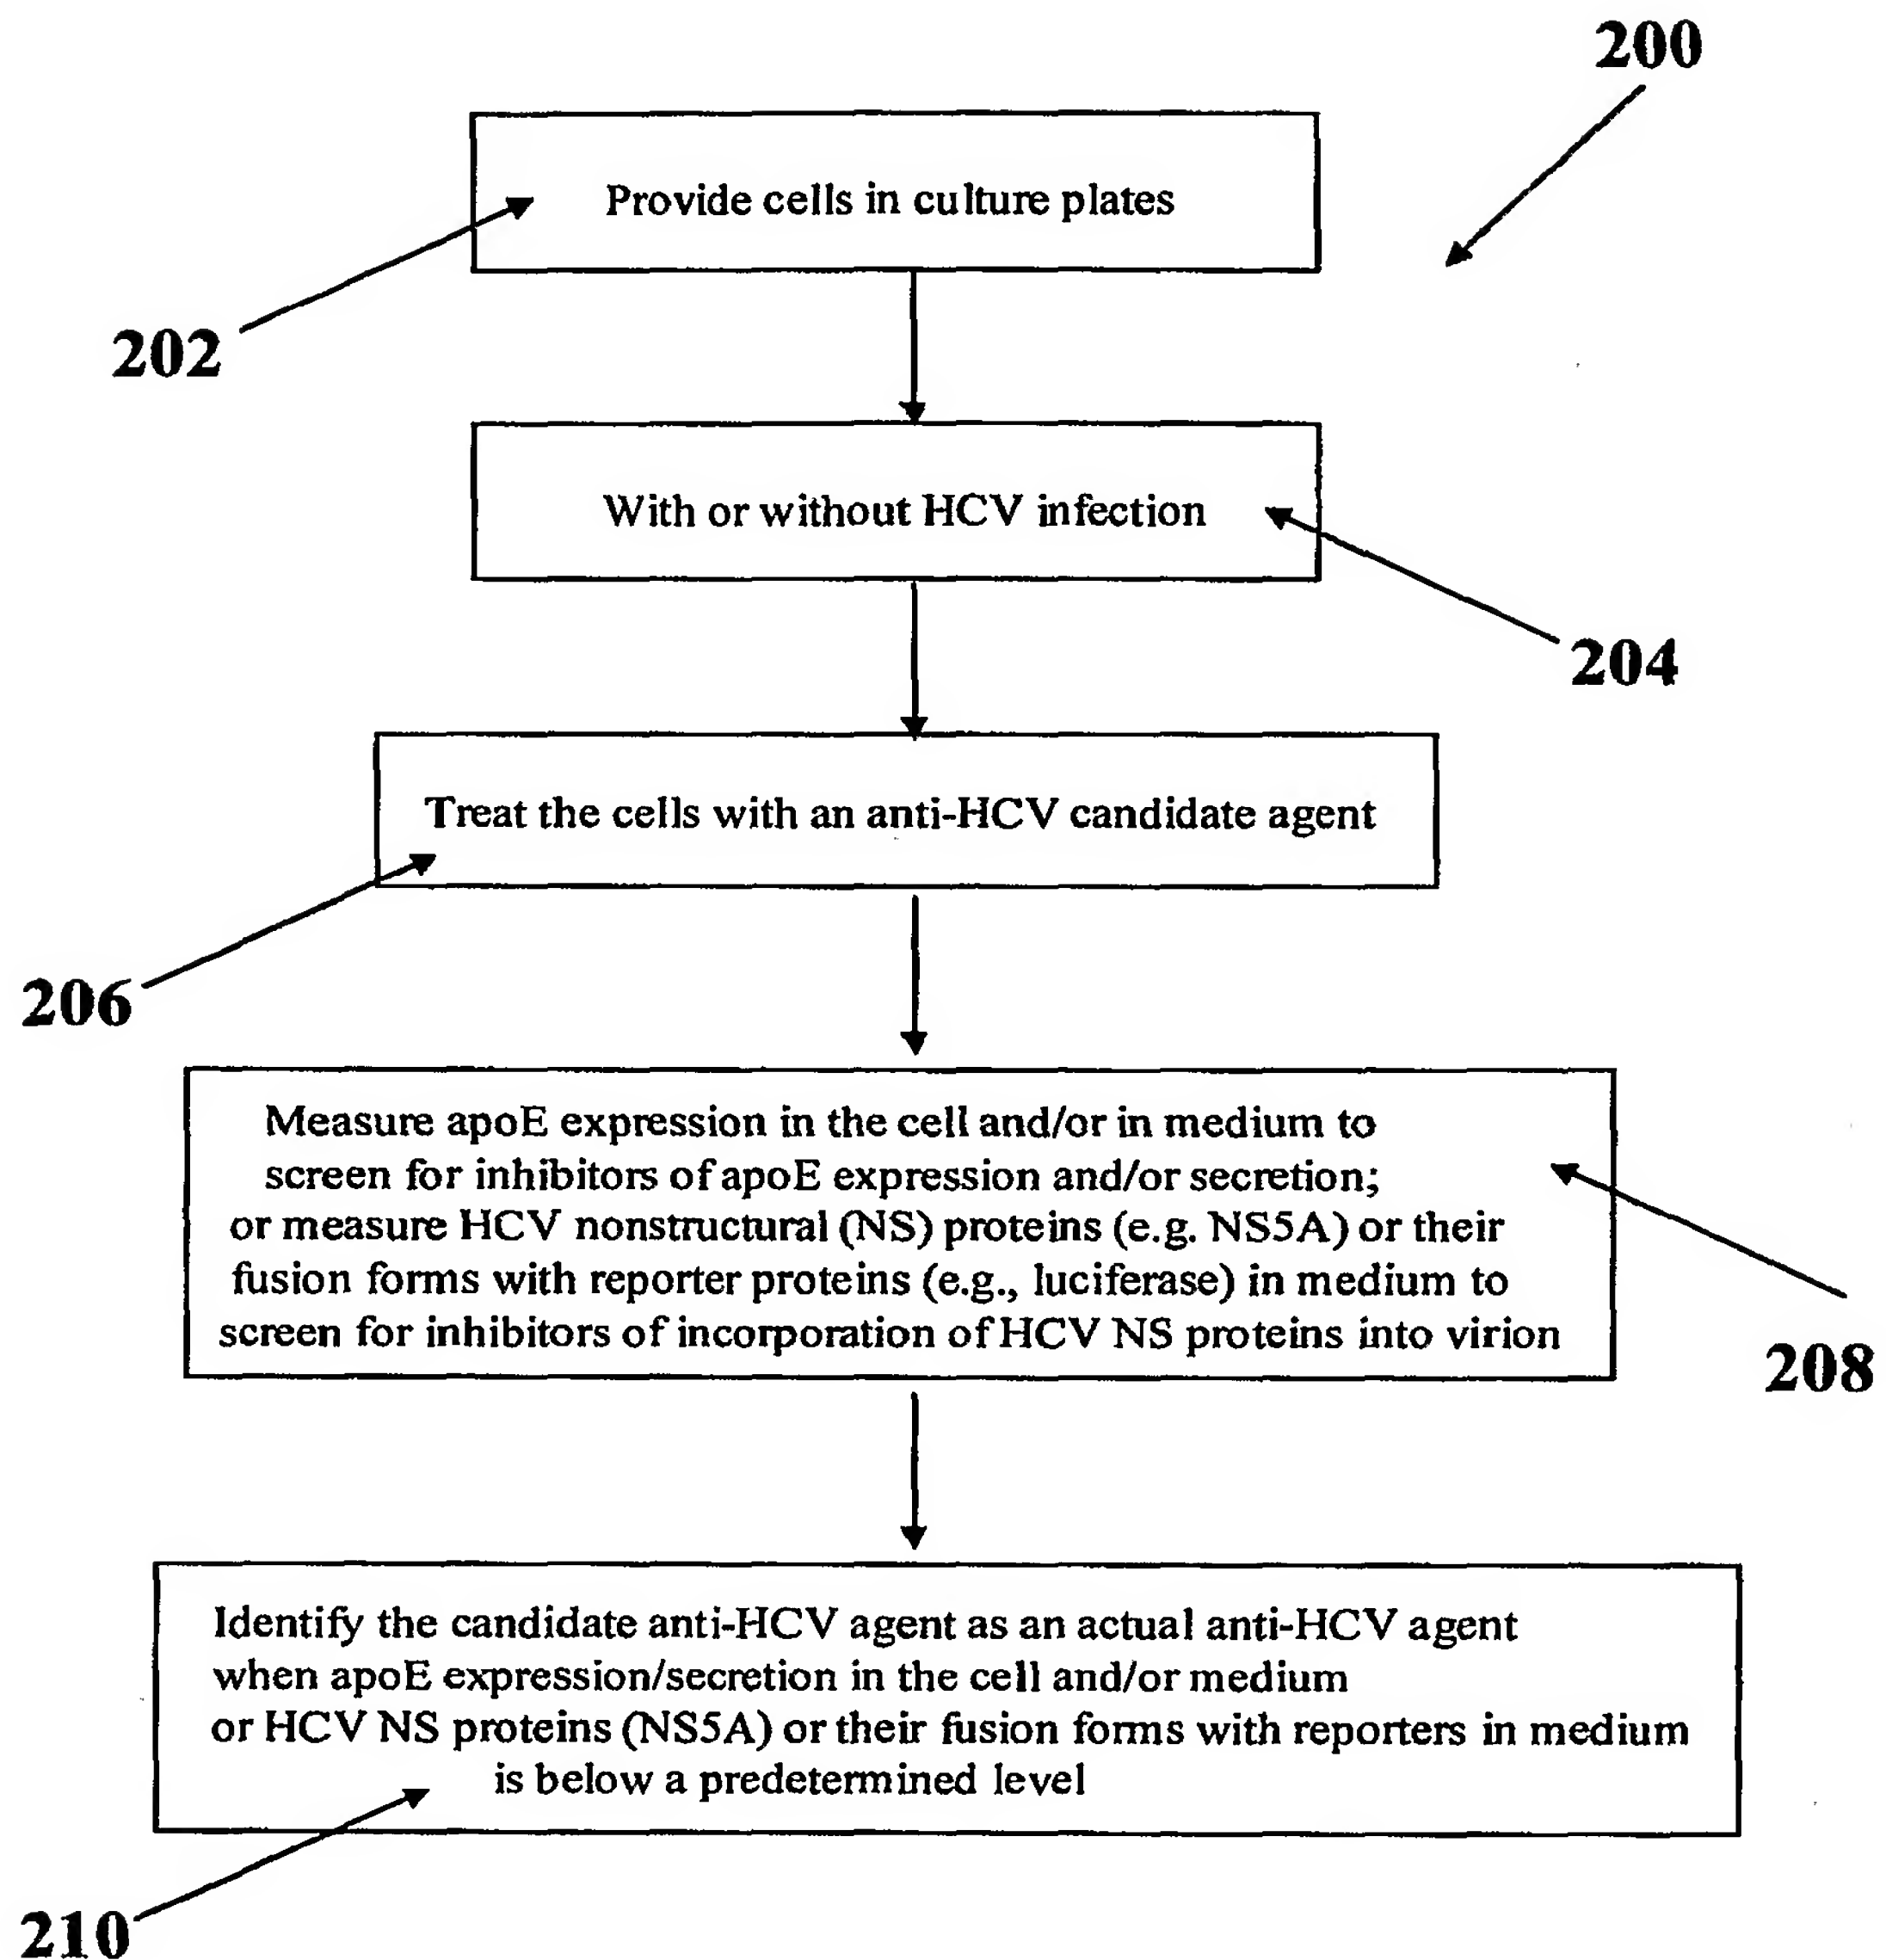 200
Provide cells in culture plates
202
With or without HCV infection
204
Treat the cells with an anti-HCV candidate agent
206
Measure apoE expression in the cell and/or in medium to
screen for inhibitors of apoE expression and/or secretion;
or measure HCV nonstructural (NS) proteins (e.g. NS5A) or their
fusion forms with reporter proteins (e.g., luciferase) in medium to
screen for inhibitors of incorporation of HCV NS proteins into virion
208
Identify the candidate anti-HCV agent as an actual anti-HCV agent
when apoE expression/secretion in the cell and/or medium
or HCV NS proteins (NS5A) or their fusion forms with reporters in medium
is below a predetermined level
210